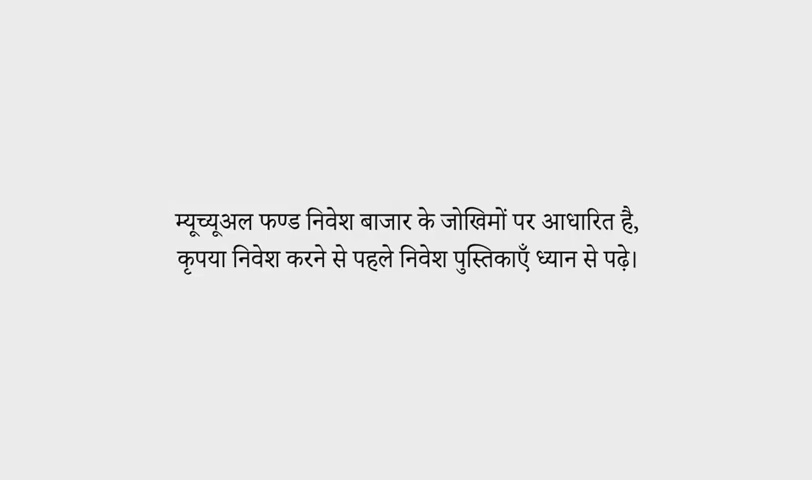 म्यूच्यूअल फण्ड निवेश बाजार के जोखिमों पर आधारित है,
कृपया निवेश करने से पहले निवेश पुस्तिकाएँ ध्यान से पढ़े।